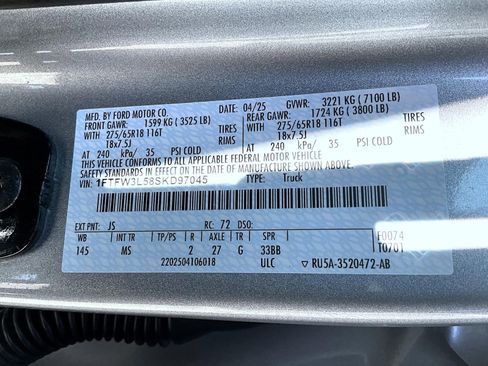 MFD. BY FORD MOTOR CO. 04/25 GVWR: 3221 KG ( 7100 LB)
FRONT GAWR: 1599 KG ( 3525 LB) REAR GAWR: 1724 KG ( 3800 LB)
WITH 275/65R18 116T WITH 275/65R18 116T
18x7.5J 18x7.5J
AT 240 kPa/ 35 PSI COLD AT 240 kPa/ 35 PSI COLD
THIS VEHICLE CONFORMS TO ALL APPLICABLE FEDERAL MOTOR VEHICLE
SAFETY STANDARDS IN EFFECT ON THE DATE OF MANUFACTURE SHOWN ABOVE.
VIN: 1FTFW3L58SKD97045 TYPE: Truck
EXT PNT: JS RC: 72 DSO: F0074
WB INT TR TP/PS R AXLE TR SPR T0701
145 MS 2 27 G 33BB
2202504106018 ULC ▽ RU5A-3520472-AB